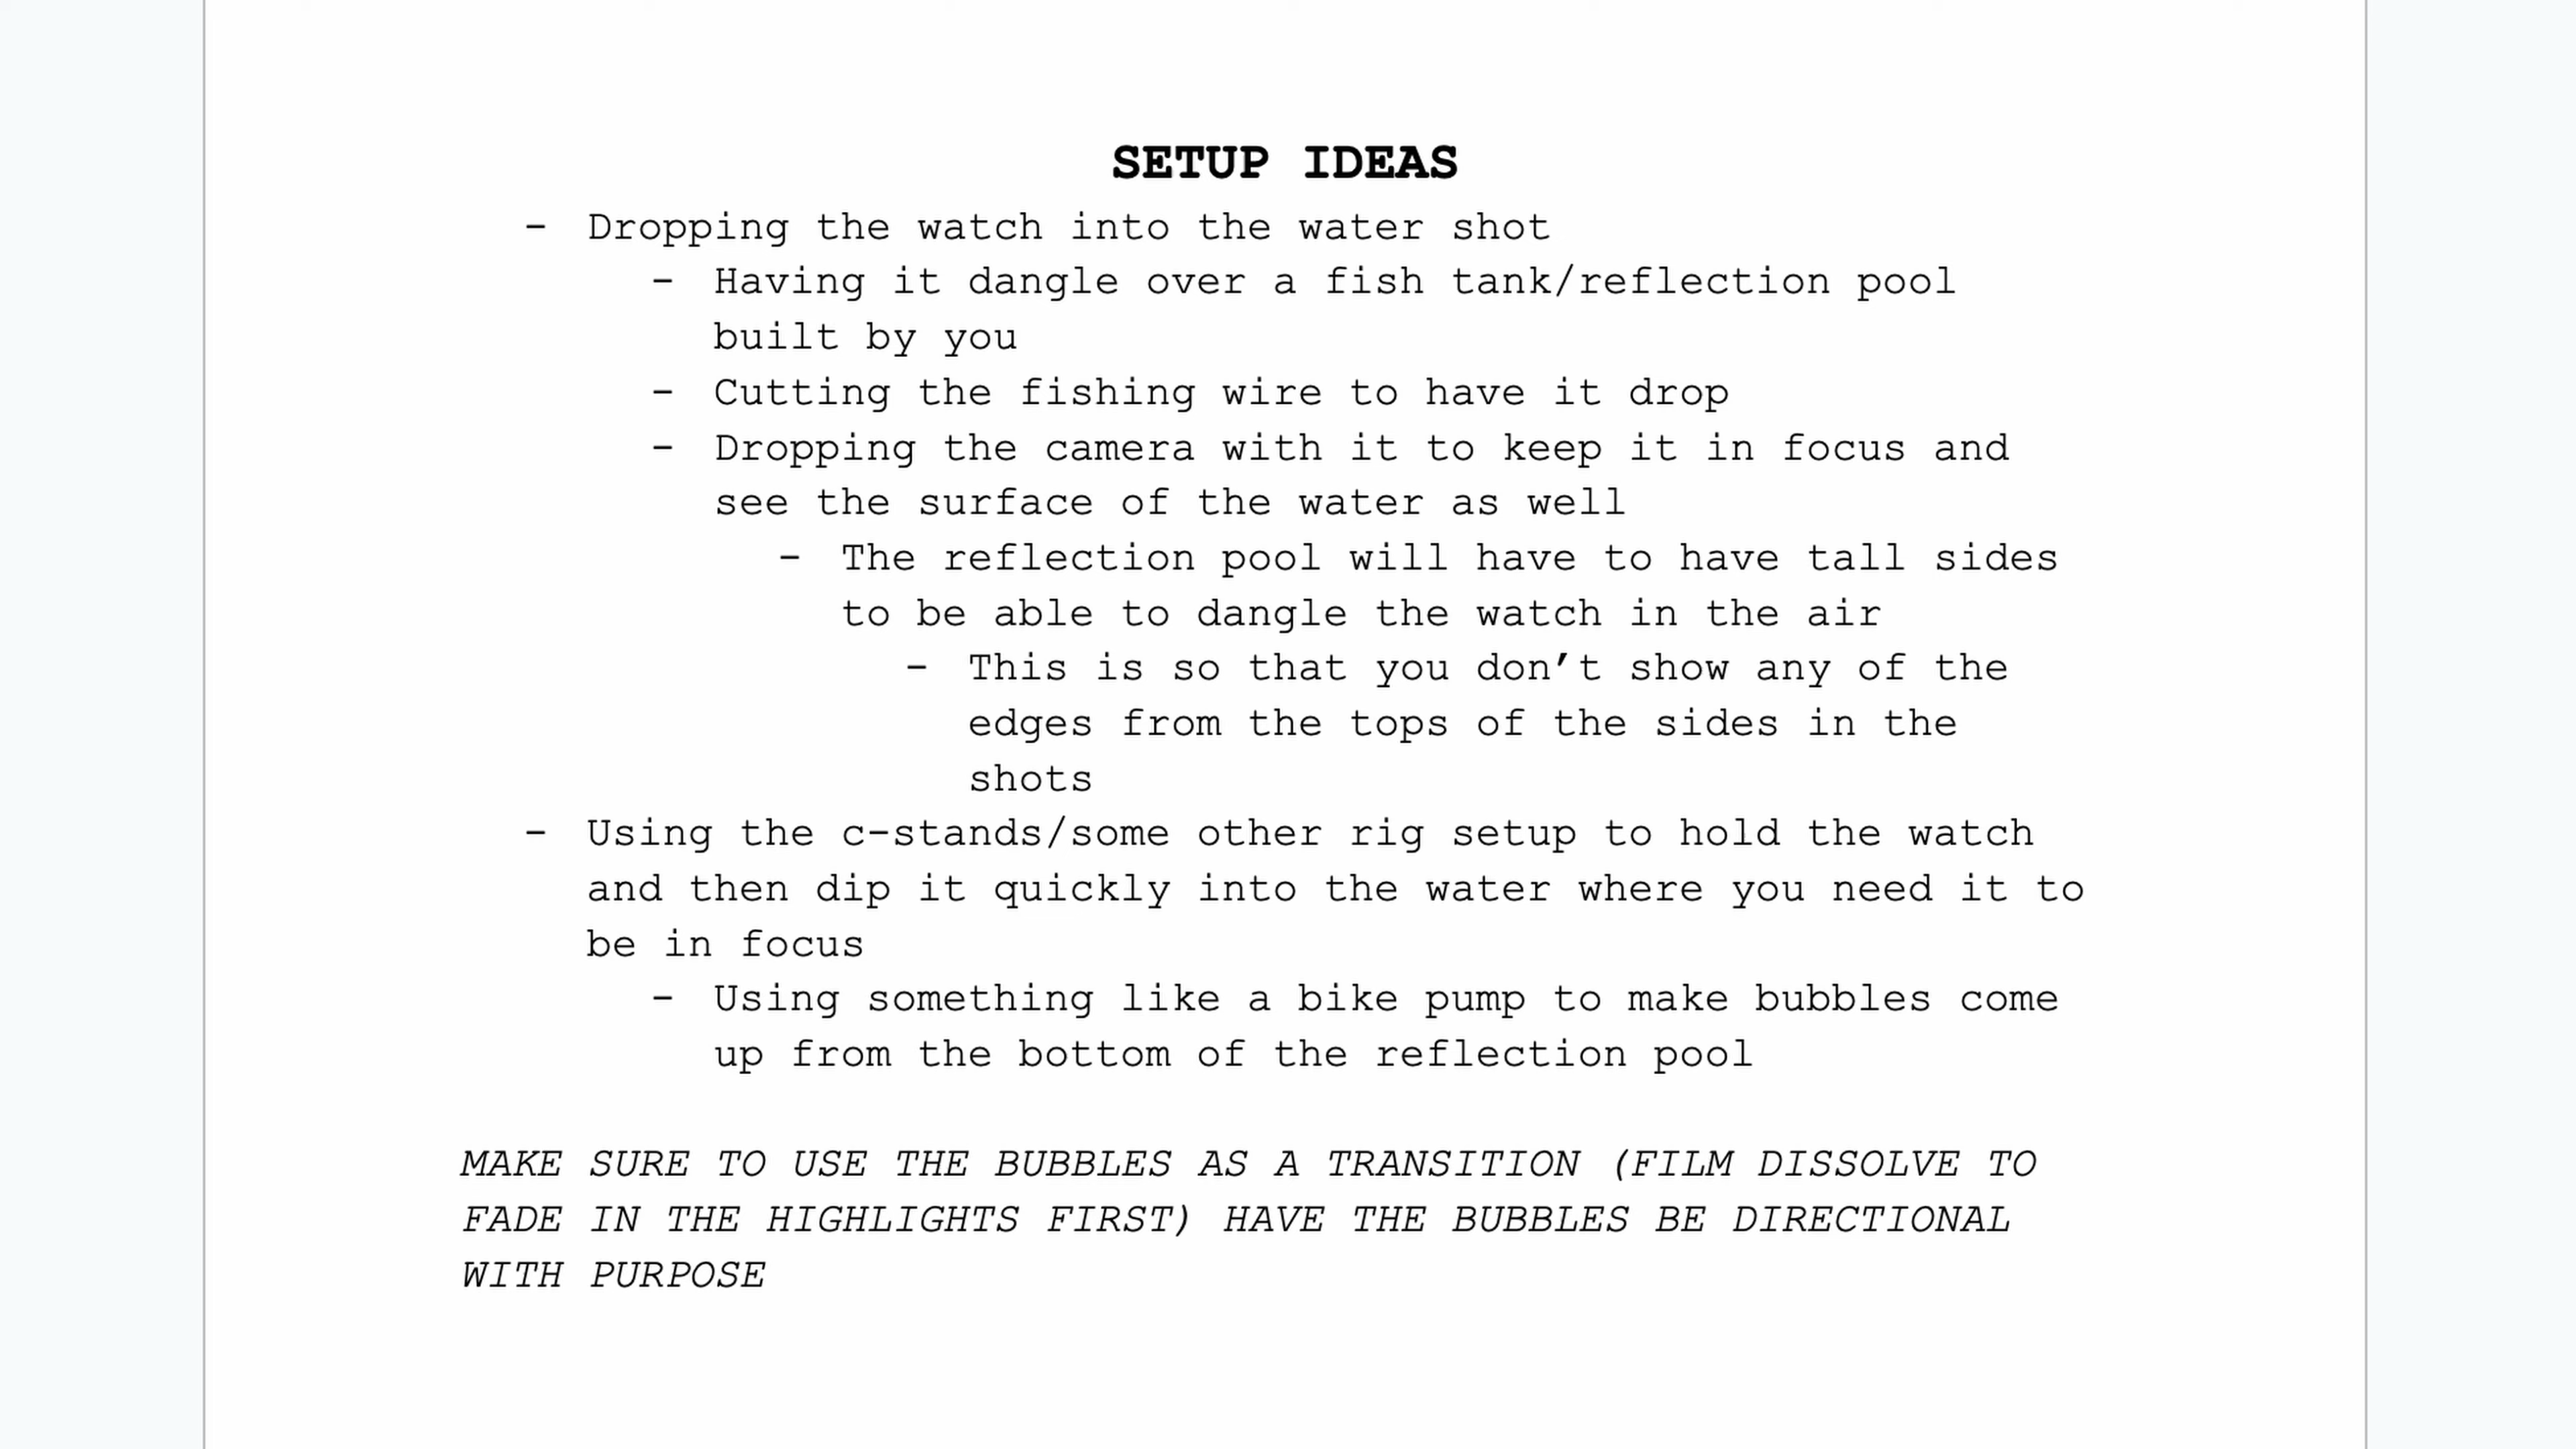 SETUP IDEAS
- Dropping the watch into the water shot
- Having it dangle over a fish tank/reflection pool
built by you
- Cutting the fishing wire to have it drop
- Dropping the camera with it to keep it in focus and
see the surface of the water as well
- The reflection pool will have to have tall sides
to be able to dangle the watch in the air
- This is so that you don’t show any of the
edges from the tops of the sides in the
shots
- Using the c-stands/some other rig setup to hold the watch
and then dip it quickly into the water where you need it to
be in focus
- Using something like a bike pump to make bubbles come
up from the bottom of the reflection pool
MAKE SURE TO USE THE BUBBLES AS A TRANSITION (FILM DISSOLVE TO
FADE IN THE HIGHLIGHTS FIRST) HAVE THE BUBBLES BE DIRECTIONAL
WITH PURPOSE